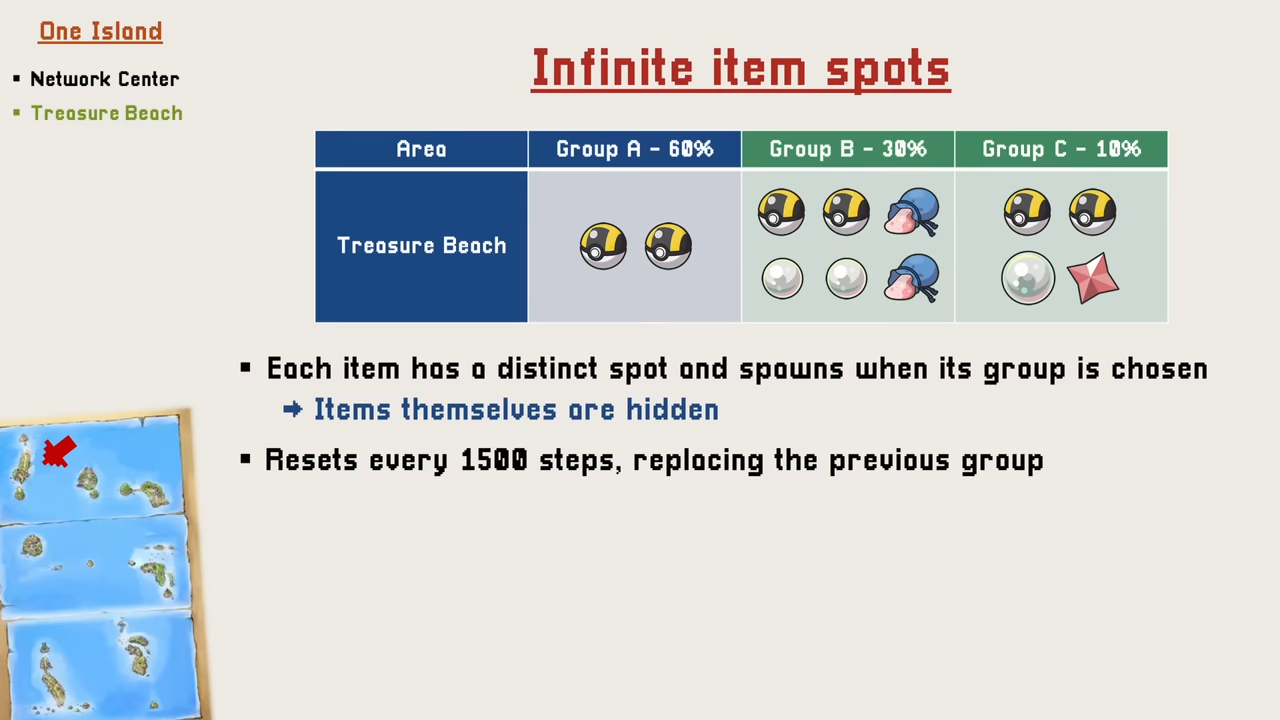 One Island
▪ Network Center
▪ Treasure Beach
Infinite item spots
Area Group A - 60% Group B - 30% Group C - 10%
Treasure Beach
▪ Each item has a distinct spot and spawns when its group is chosen
➜ Items themselves are hidden
▪ Resets every 1500 steps, replacing the previous group